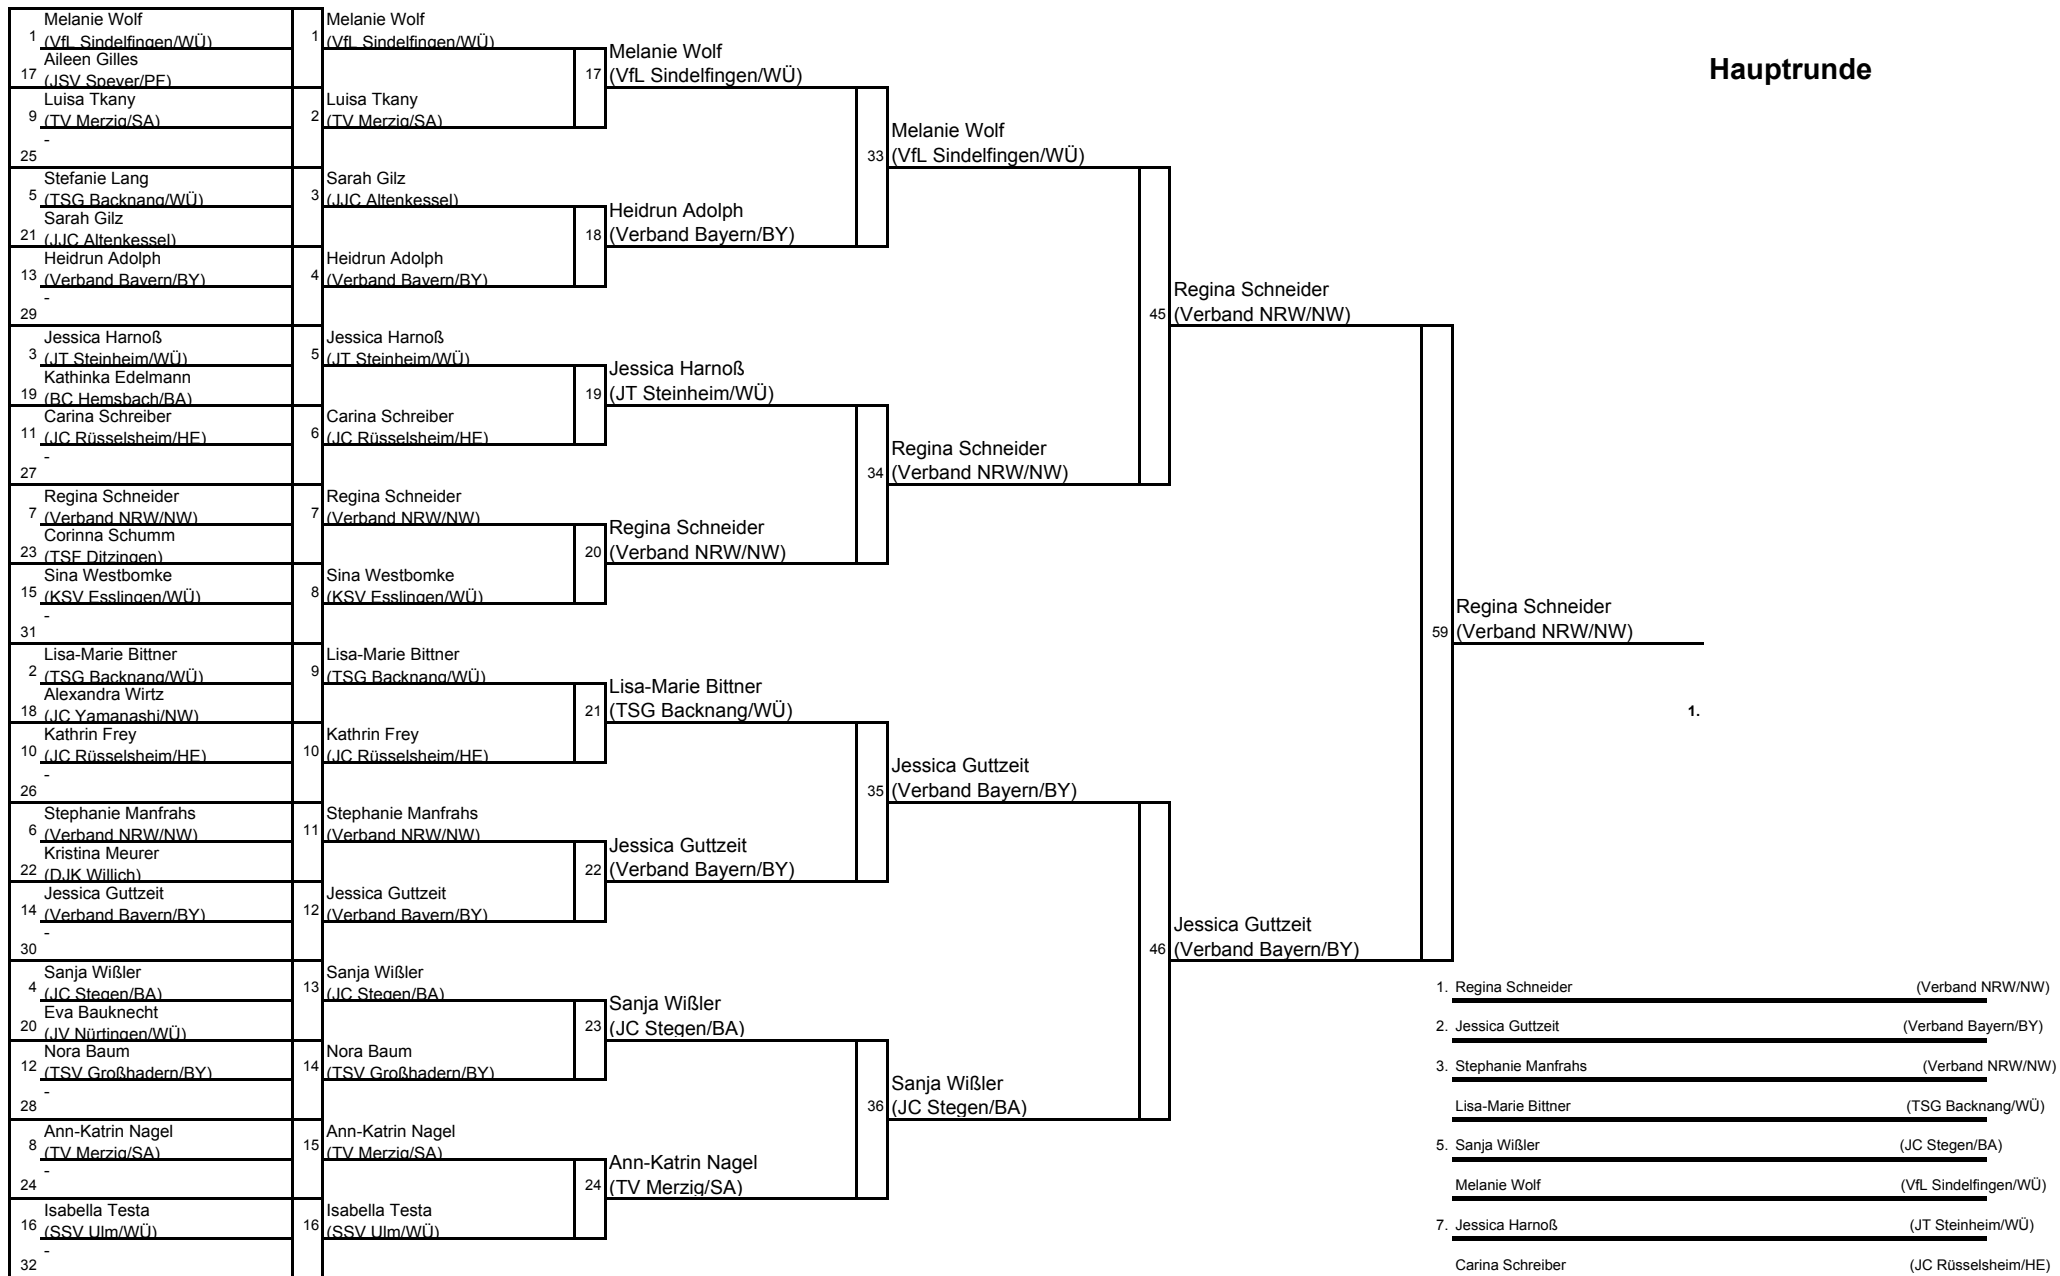 Hauptrunde
1 Melanie Wolf
(VfL Sindelfingen/WÜ)
17 Aileen Gilles
(JSV Speyer/PF)
9 Luisa Tkany
(TV Merzig/SA)
25 -
5 Stefanie Lang
(TSG Backnang/WÜ)
21 Sarah Gilz
(JJC Altenkessel)
13 Heidrun Adolph
(Verband Bayern/BY)
29 -
3 Jessica Harnoß
(JT Steinheim/WÜ)
19 Kathinka Edelmann
(BC Hemsbach/BA)
11 Carina Schreiber
(JC Rüsselsheim/HE)
27 -
7 Regina Schneider
(Verband NRW/NW)
23 Corinna Schumm
(TSF Ditzingen)
15 Sina Westbomke
(KSV Esslingen/WÜ)
31 -
2 Lisa-Marie Bittner
(TSG Backnang/WÜ)
18 Alexandra Wirtz
(JC Yamanashi/NW)
10 Kathrin Frey
(JC Rüsselsheim/HE)
26 -
6 Stephanie Manfrahs
(Verband NRW/NW)
22 Kristina Meurer
(DJK Willich)
14 Jessica Guttzeit
(Verband Bayern/BY)
30 -
4 Sanja Wißler
(JC Stegen/BA)
20 Eva Bauknecht
(JV Nürtingen/WÜ)
12 Nora Baum
(TSV Großhadern/BY)
28 -
8 Ann-Katrin Nagel
(TV Merzig/SA)
24 -
16 Isabella Testa
(SSV Ulm/WÜ)
32 -
1 Melanie Wolf
(VfL Sindelfingen/WÜ)
2 Luisa Tkany
(TV Merzig/SA)
3 Sarah Gilz
(JJC Altenkessel)
4 Heidrun Adolph
(Verband Bayern/BY)
5 Jessica Harnoß
(JT Steinheim/WÜ)
6 Carina Schreiber
(JC Rüsselsheim/HE)
7 Regina Schneider
(Verband NRW/NW)
8 Sina Westbomke
(KSV Esslingen/WÜ)
9 Lisa-Marie Bittner
(TSG Backnang/WÜ)
10 Kathrin Frey
(JC Rüsselsheim/HE)
11 Stephanie Manfrahs
(Verband NRW/NW)
12 Jessica Guttzeit
(Verband Bayern/BY)
13 Sanja Wißler
(JC Stegen/BA)
14 Nora Baum
(TSV Großhadern/BY)
15 Ann-Katrin Nagel
(TV Merzig/SA)
16 Isabella Testa
(SSV Ulm/WÜ)
17 Melanie Wolf
(VfL Sindelfingen/WÜ)
18 Heidrun Adolph
(Verband Bayern/BY)
19 Jessica Harnoß
(JT Steinheim/WÜ)
20 Regina Schneider
(Verband NRW/NW)
21 Lisa-Marie Bittner
(TSG Backnang/WÜ)
22 Jessica Guttzeit
(Verband Bayern/BY)
23 Sanja Wißler
(JC Stegen/BA)
24 Ann-Katrin Nagel
(TV Merzig/SA)
33 Melanie Wolf
(VfL Sindelfingen/WÜ)
34 Regina Schneider
(Verband NRW/NW)
35 Jessica Guttzeit
(Verband Bayern/BY)
36 Sanja Wißler
(JC Stegen/BA)
45 Regina Schneider
(Verband NRW/NW)
46 Jessica Guttzeit
(Verband Bayern/BY)
59 Regina Schneider
(Verband NRW/NW)
1.
1. Regina Schneider (Verband NRW/NW)
2. Jessica Guttzeit (Verband Bayern/BY)
3. Stephanie Manfrahs (Verband NRW/NW)
Lisa-Marie Bittner (TSG Backnang/WÜ)
5. Sanja Wißler (JC Stegen/BA)
Melanie Wolf (VfL Sindelfingen/WÜ)
7. Jessica Harnoß (JT Steinheim/WÜ)
Carina Schreiber (JC Rüsselsheim/HE)